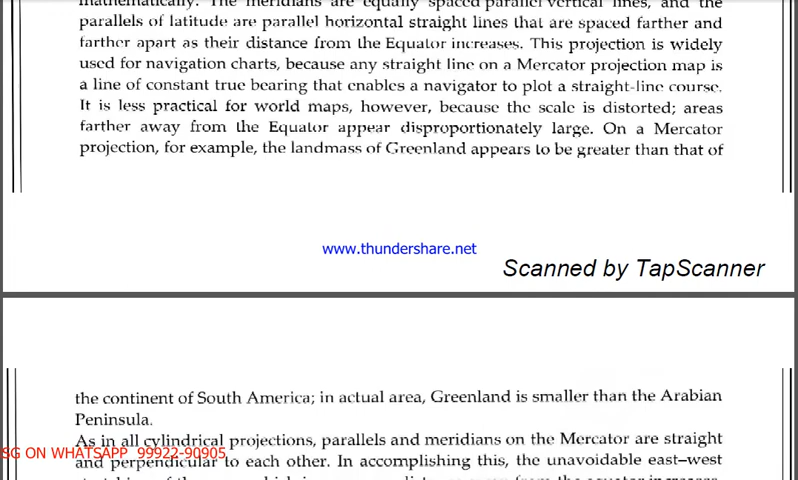 mathematically. The meridians are equally spaced parallel vertical lines, and the
parallels of latitude are parallel horizontal straight lines that are spaced farther and
farther apart as their distance from the Equator increases. This projection is widely
used for navigation charts, because any straight line on a Mercator projection map is
a line of constant true bearing that enables a navigator to plot a straight-line course.
It is less practical for world maps, however, because the scale is distorted; areas
farther away from the Equator appear disproportionately large. On a Mercator
projection, for example, the landmass of Greenland appears to be greater than that of
www.thundershare.net
Scanned by TapScanner
the continent of South America; in actual area, Greenland is smaller than the Arabian
Peninsula.
As in all cylindrical projections, parallels and meridians on the Mercator are straight
SG ON WHATSAPP 99922-90905
and perpendicular to each other. In accomplishing this, the unavoidable east–west